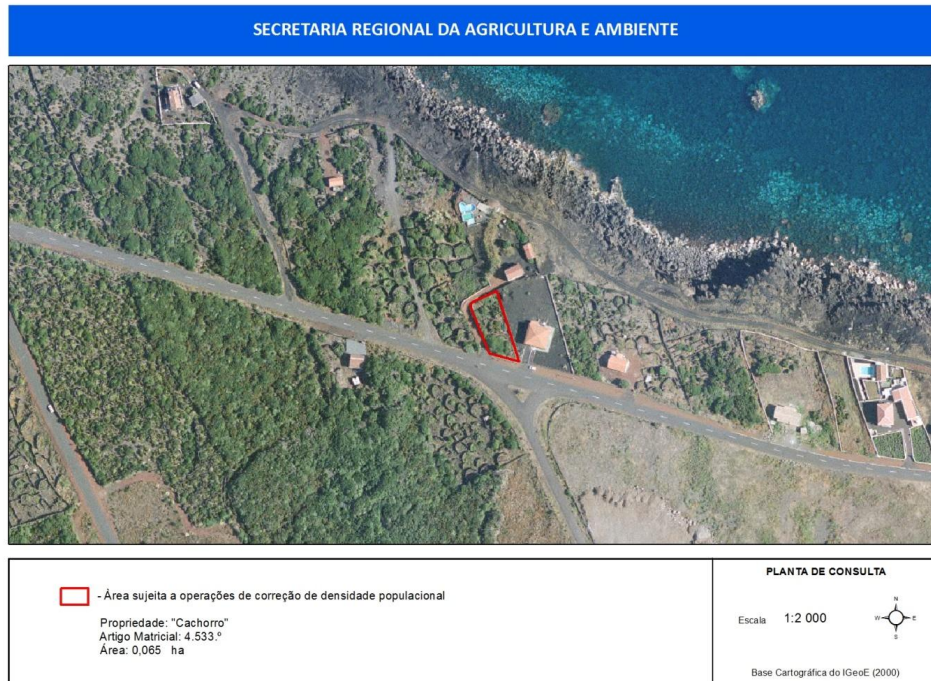 SECRETARIA REGIONAL DA AGRICULTURA E AMBIENTE
- Área sujeita a operações de correção de densidade populacional
Propriedade: "Cachorro"
Artigo Matricial: 4.533.º
Área: 0,065 ha
PLANTA DE CONSULTA
Escala 1:2 000
N
W E
S
Base Cartográfica do IGeoE (2000)